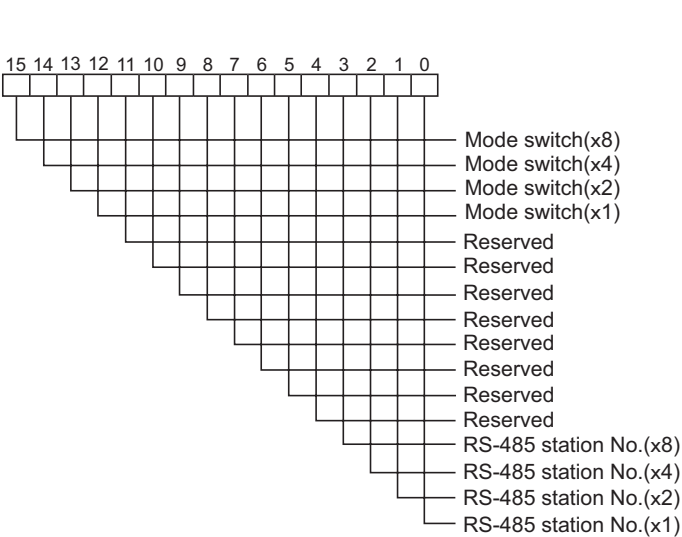 15 14 13 12 11 10 9 8 7 6 5 4 3 2 1 0
Mode switch(x8)
Mode switch(x4)
Mode switch(x2)
Mode switch(x1)
Reserved
Reserved
Reserved
Reserved
Reserved
Reserved
Reserved
Reserved
RS-485 station No.(x8)
RS-485 station No.(x4)
RS-485 station No.(x2)
RS-485 station No.(x1)